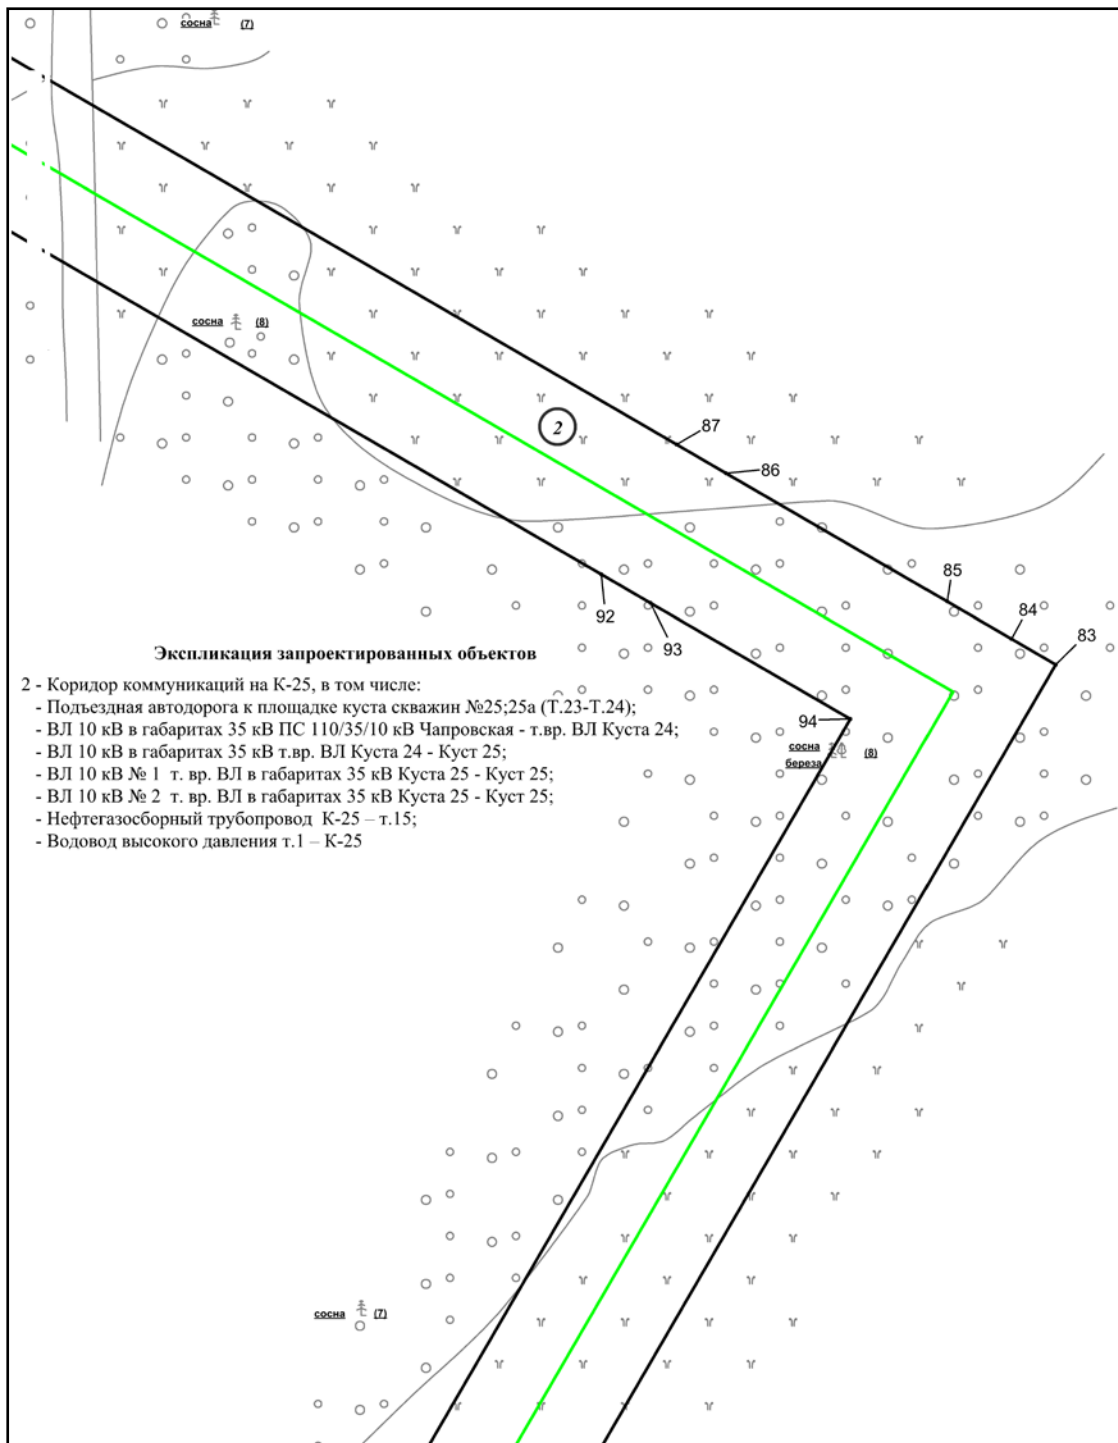 сосна (7)
сосна (8)
2
87
86
85
84
83
92
93
94
Экспликация запроектированных объектов
2 - Коридор коммуникаций на К-25, в том числе:
- Подъездная автодорога к площадке куста скважин №25;25а (Т.23-Т.24);
- ВЛ 10 кВ в габаритах 35 кВ ПС 110/35/10 кВ Чапровская - т.вр. ВЛ Куста 24;
- ВЛ 10 кВ в габаритах 35 кВ т.вр. ВЛ Куста 24 - Куст 25;
- ВЛ 10 кВ № 1 т. вр. ВЛ в габаритах 35 кВ Куста 25 - Куст 25;
- ВЛ 10 кВ № 2 т. вр. ВЛ в габаритах 35 кВ Куста 25 - Куст 25;
- Нефтегазосборный трубопровод К-25 – т.15;
- Водовод высокого давления т.1 – К-25
сосна
береза (8)
сосна (7)